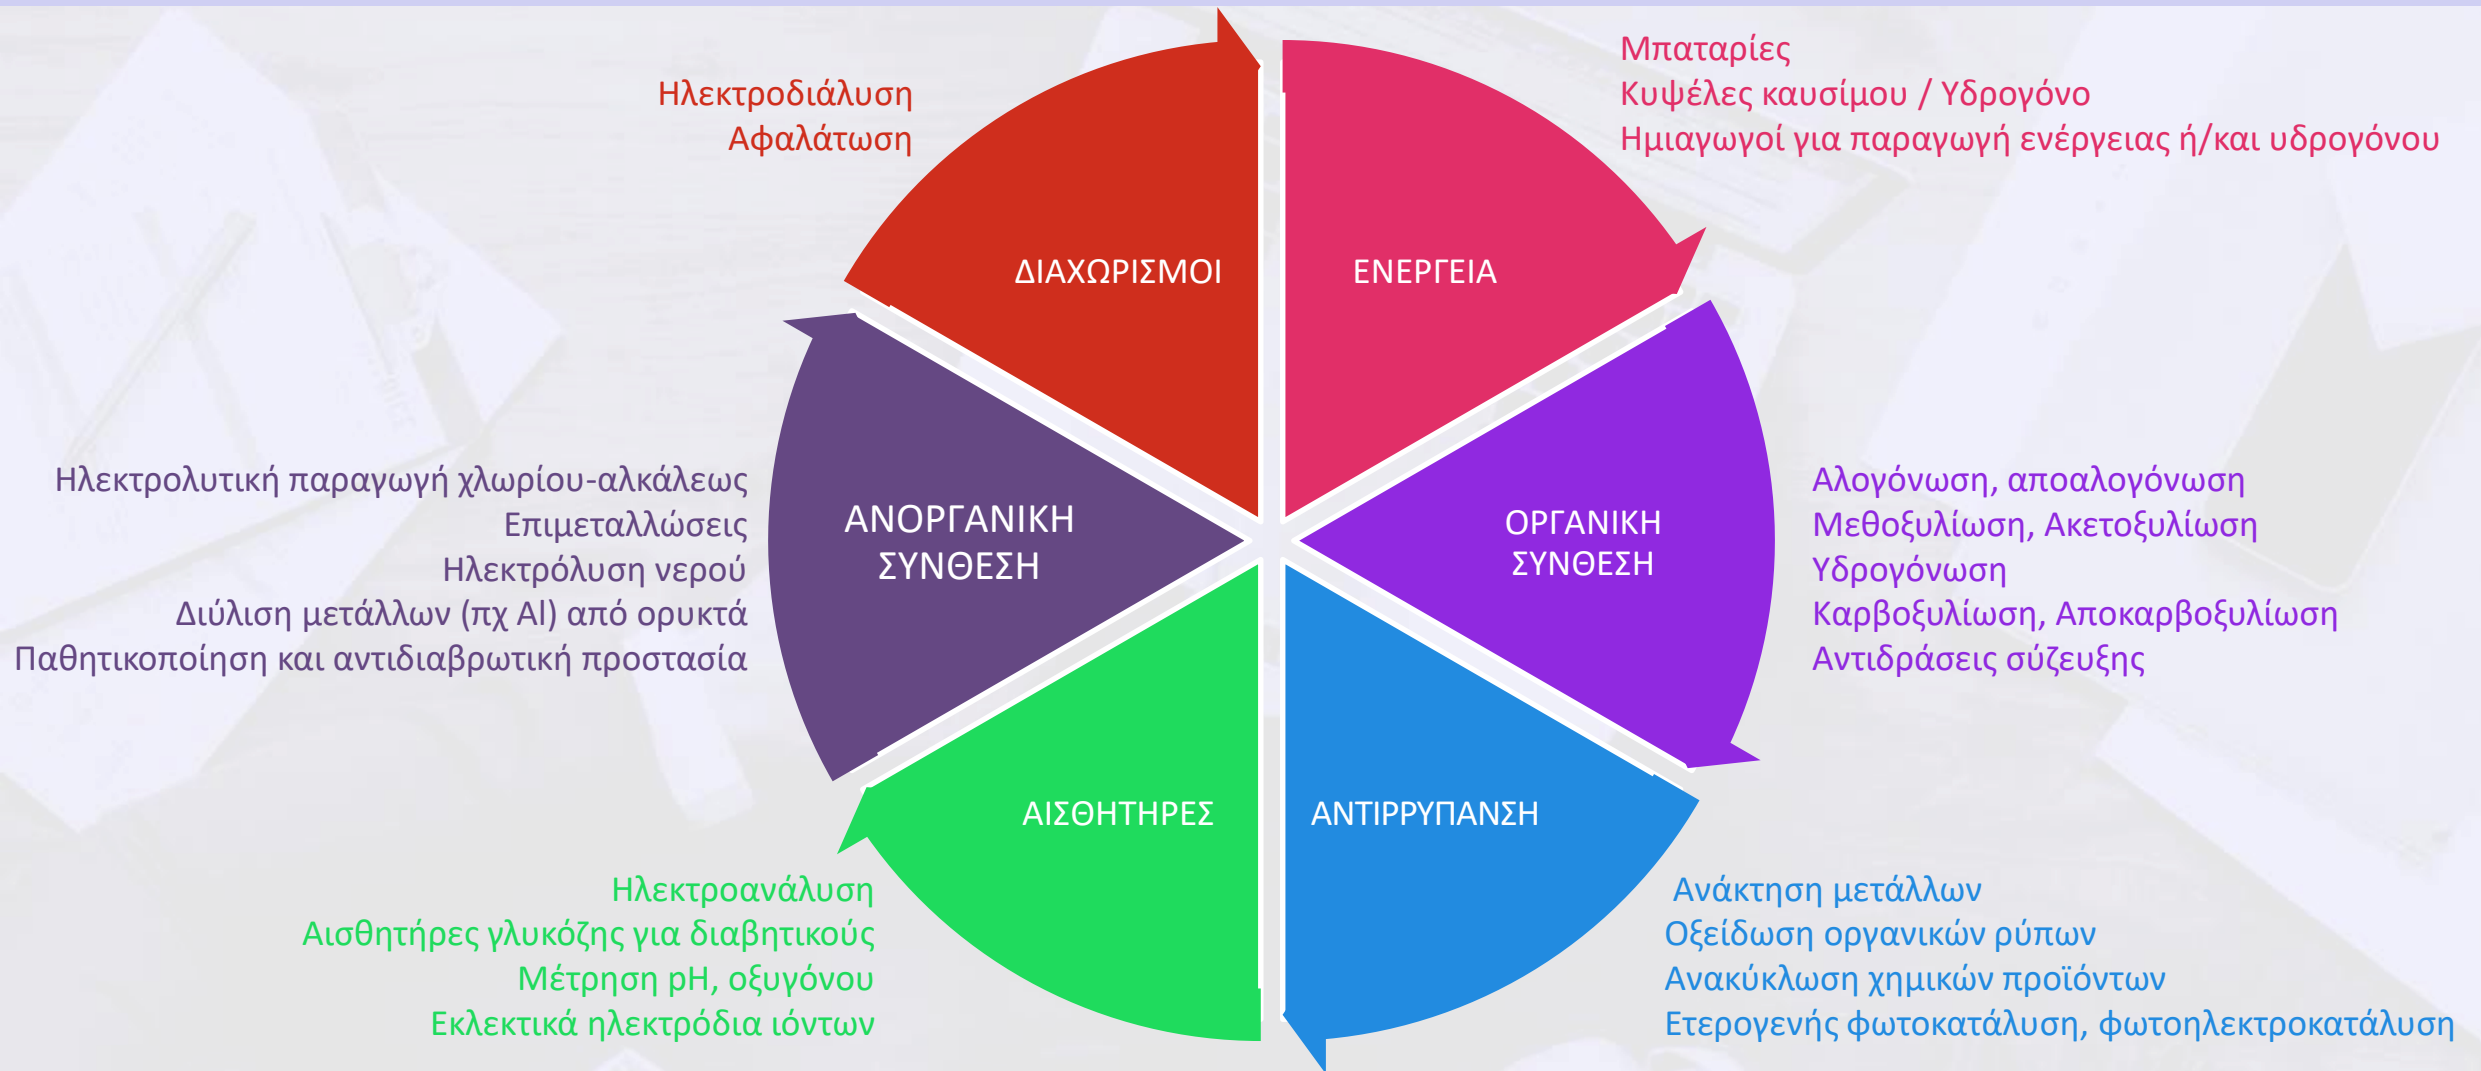 Ηλεκτροδιάλυση
Αφαλάτωση
ΔΙΑΧΩΡΙΣΜΟΙ
Μπαταρίες
Κυψέλες καυσίμου / Υδρογόνο
Ημιαγωγοί για παραγωγή ενέργειας ή/και υδρογόνου
ΕΝΕΡΓΕΙΑ
Ηλεκτρολυτική παραγωγή χλωρίου-αλκάλεως
Επιμεταλλώσεις
Ηλεκτρόλυση νερού
Διύλιση μετάλλων (πχ Al) από ορυκτά
Παθητικοποίηση και αντιδιαβρωτική προστασία
ΑΝΟΡΓΑΝΙΚΗ
ΣΥΝΘΕΣΗ
ΟΡΓΑΝΙΚΗ
ΣΥΝΘΕΣΗ
Αλογόνωση, αποαλογόνωση
Μεθοξυλίωση, Ακετοξυλίωση
Υδρογόνωση
Καρβοξυλίωση, Αποκαρβοξυλίωση
Αντιδράσεις σύζευξης
ΑΙΣΘΗΤΗΡΕΣ
Ηλεκτροανάλυση
Αισθητήρες γλυκόζης για διαβητικούς
Μέτρηση pH, οξυγόνου
Εκλεκτικά ηλεκτρόδια ιόντων
ΑΝΤΙΡΡΥΠΑΝΣΗ
Ανάκτηση μετάλλων
Οξείδωση οργανικών ρύπων
Ανακύκλωση χημικών προϊόντων
Ετερογενής φωτοκατάλυση, φωτοηλεκτροκατάλυση